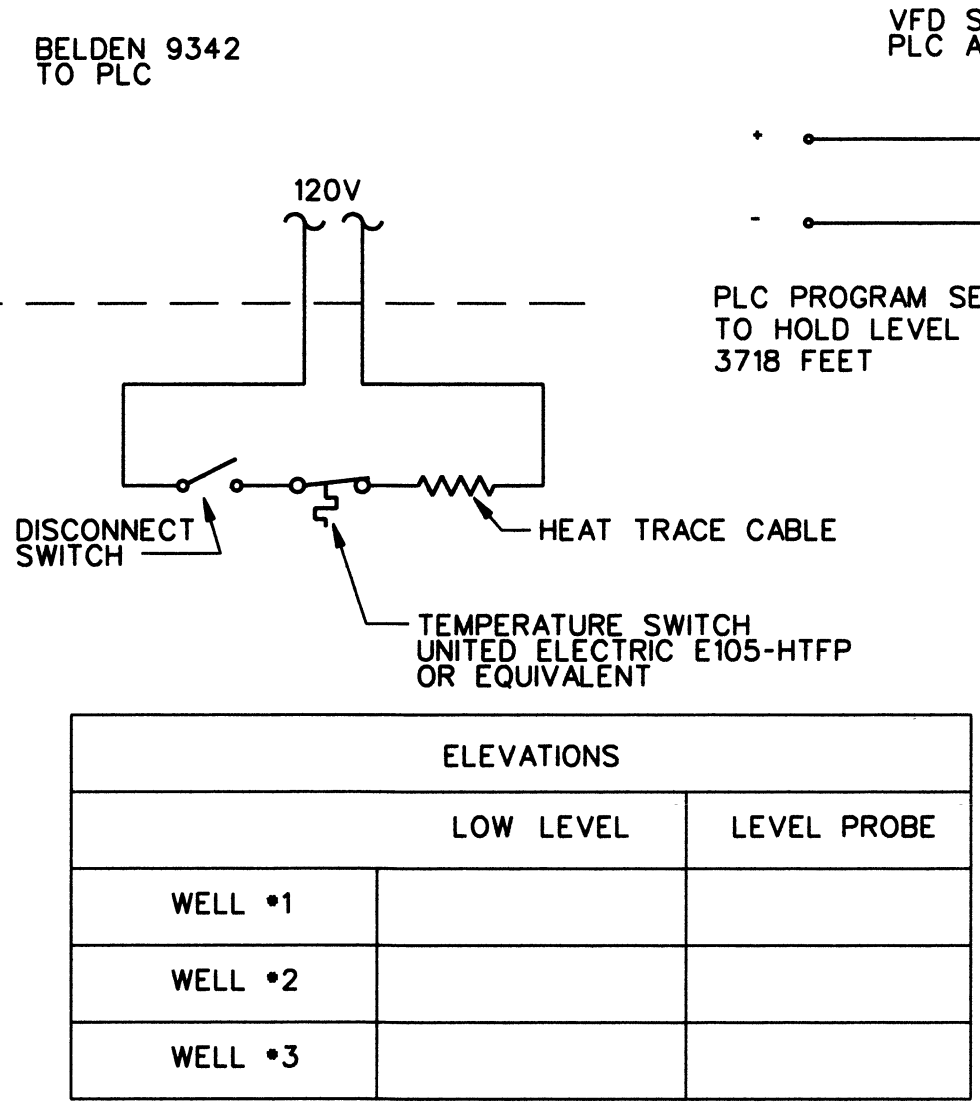 BELDEN 9342
TO PLC
VFD
PLC
120V
+
-
PLC PROGRAM
TO HOLD LEVEL
3718 FEET
DISCONNECT
SWITCH
HEAT TRACE CABLE
TEMPERATURE SWITCH
UNITED ELECTRIC E105-HTFP
OR EQUIVALENT
ELEVATIONS
LOW LEVEL LEVEL PROBE
WELL #1
WELL #2
WELL #3